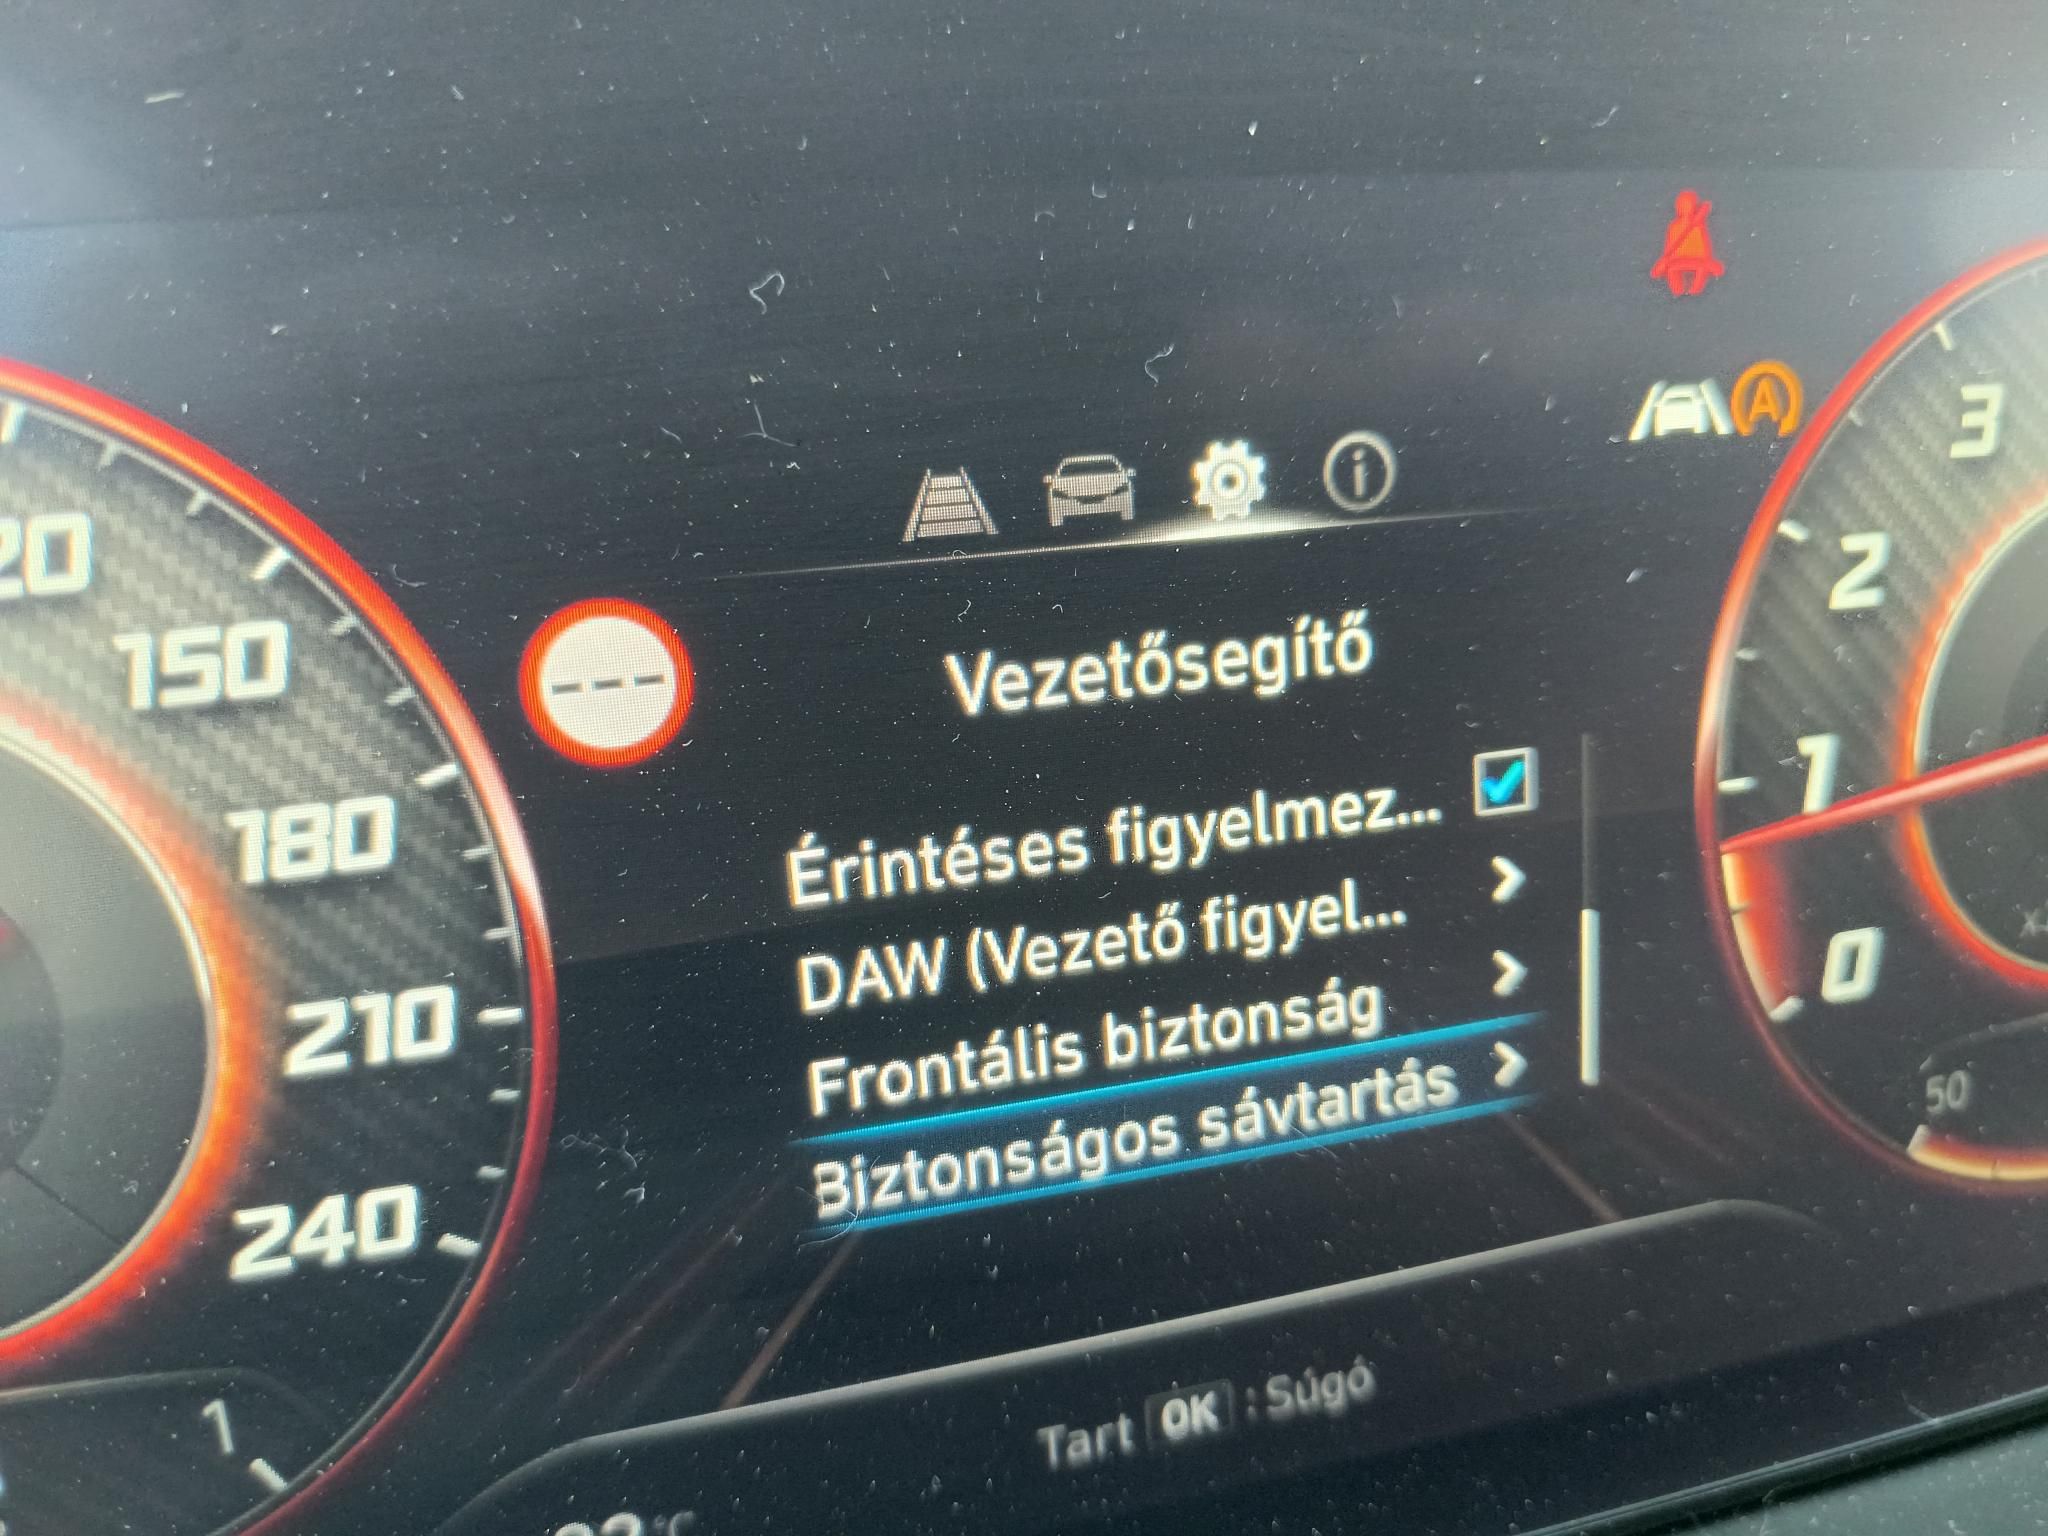 Vezetősegítő
Érintéses figyelmez...
DAW (Vezető figyel...
Frontális biztonság
Biztonságos sávtartás
Tart OK : Súgó
150
180
210
240
1
A
3
2
1
0
50
°C